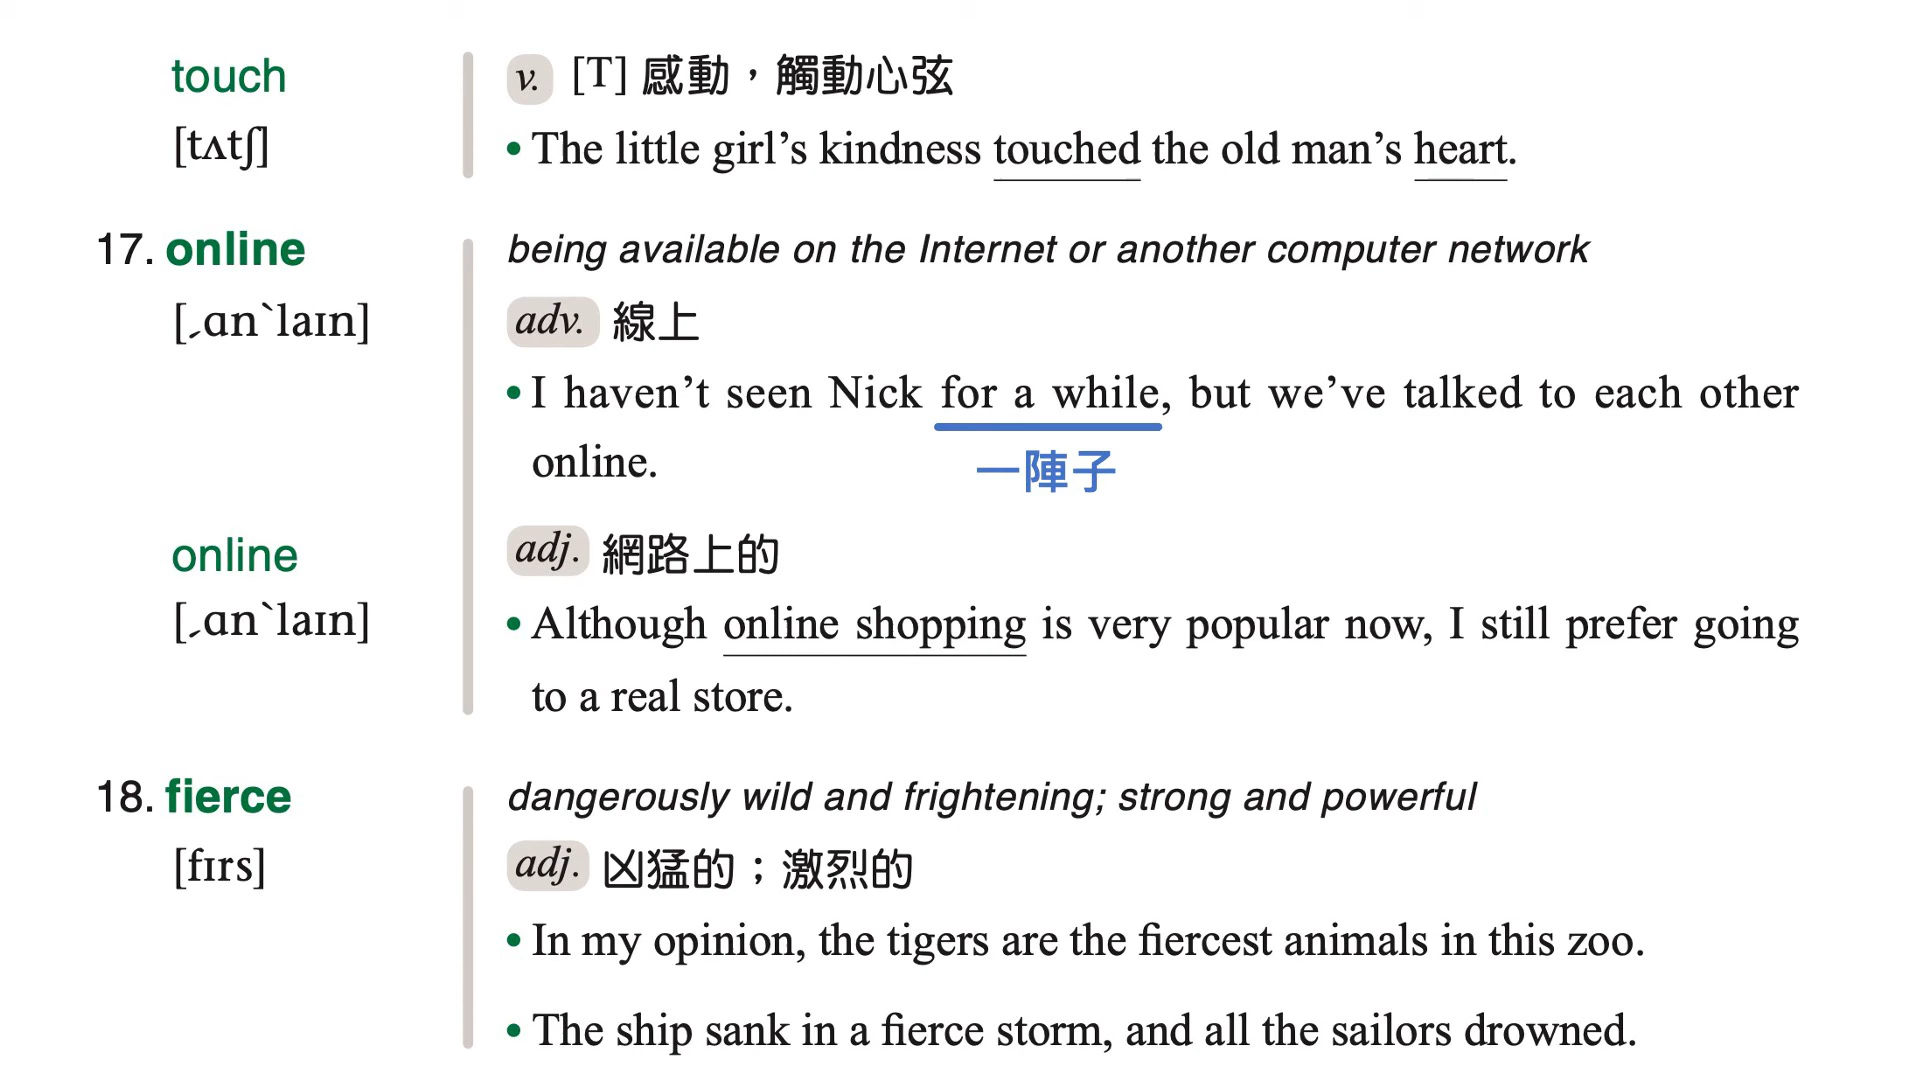 touch
v. [T] 感動，觸動心弦
[tʌtʃ]
• The little girl’s kindness touched the old man’s heart.
17. online
being available on the Internet or another computer network
[ˏɑnˋlaɪn]
adv. 線上
• I haven’t seen Nick for a while, but we’ve talked to each other
online.
一陣子
online
adj. 網路上的
[ˏɑnˋlaɪn]
• Although online shopping is very popular now, I still prefer going
to a real store.
18. fierce
dangerously wild and frightening; strong and powerful
[fɪrs]
adj. 凶猛的；激烈的
• In my opinion, the tigers are the fiercest animals in this zoo.
• The ship sank in a fierce storm, and all the sailors drowned.